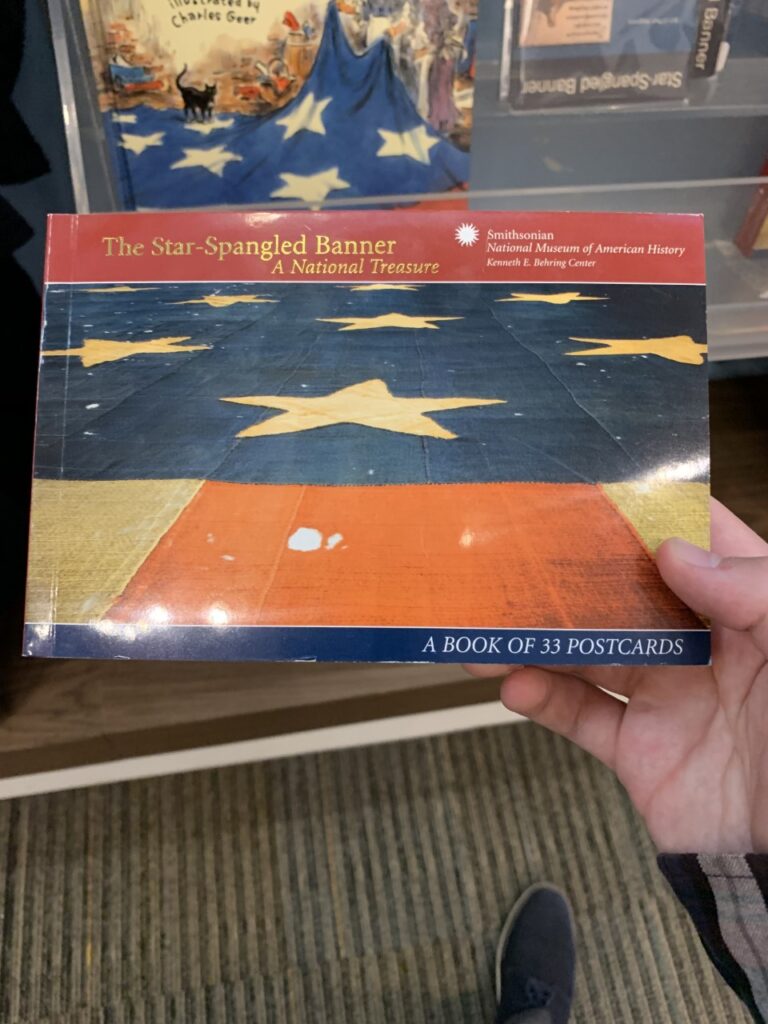 illustrated by
Charles Geer
Star-Spangled Banner
Banner
The Star-Spangled Banner
A National Treasure
Smithsonian
National Museum of American History
Kenneth E. Behring Center
A BOOK OF 33 POSTCARDS